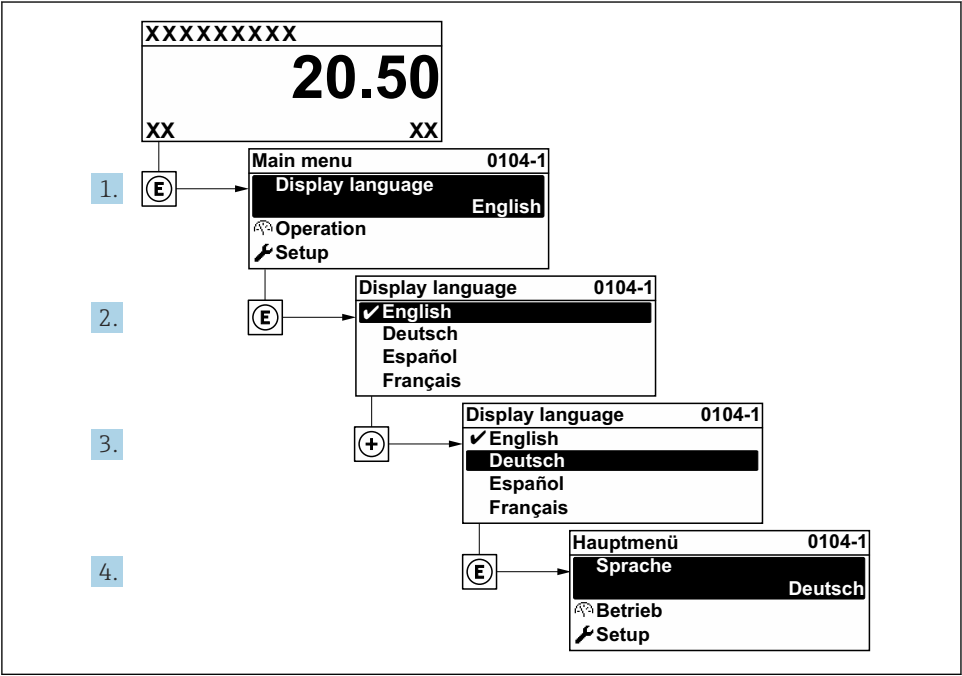 XXXXXXXXX
20.50
XX XX
1.
E
Main menu 0104-1
Display language
English
Operation
Setup
2.
E
Display language 0104-1
✔English
Deutsch
Español
Français
3.
+
Display language 0104-1
✔English
Deutsch
Español
Français
4.
E
Hauptmenü 0104-1
Sprache
Deutsch
Betrieb
Setup